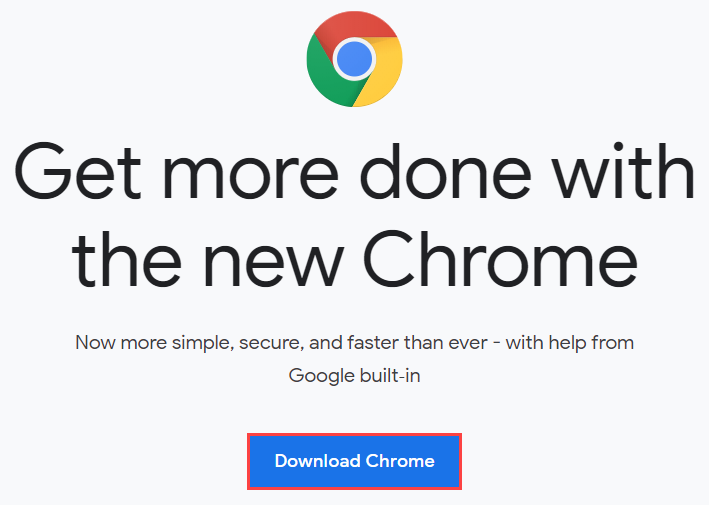 Get more done with
the new Chrome
Now more simple, secure, and faster than ever - with help from
Google built-in
Download Chrome